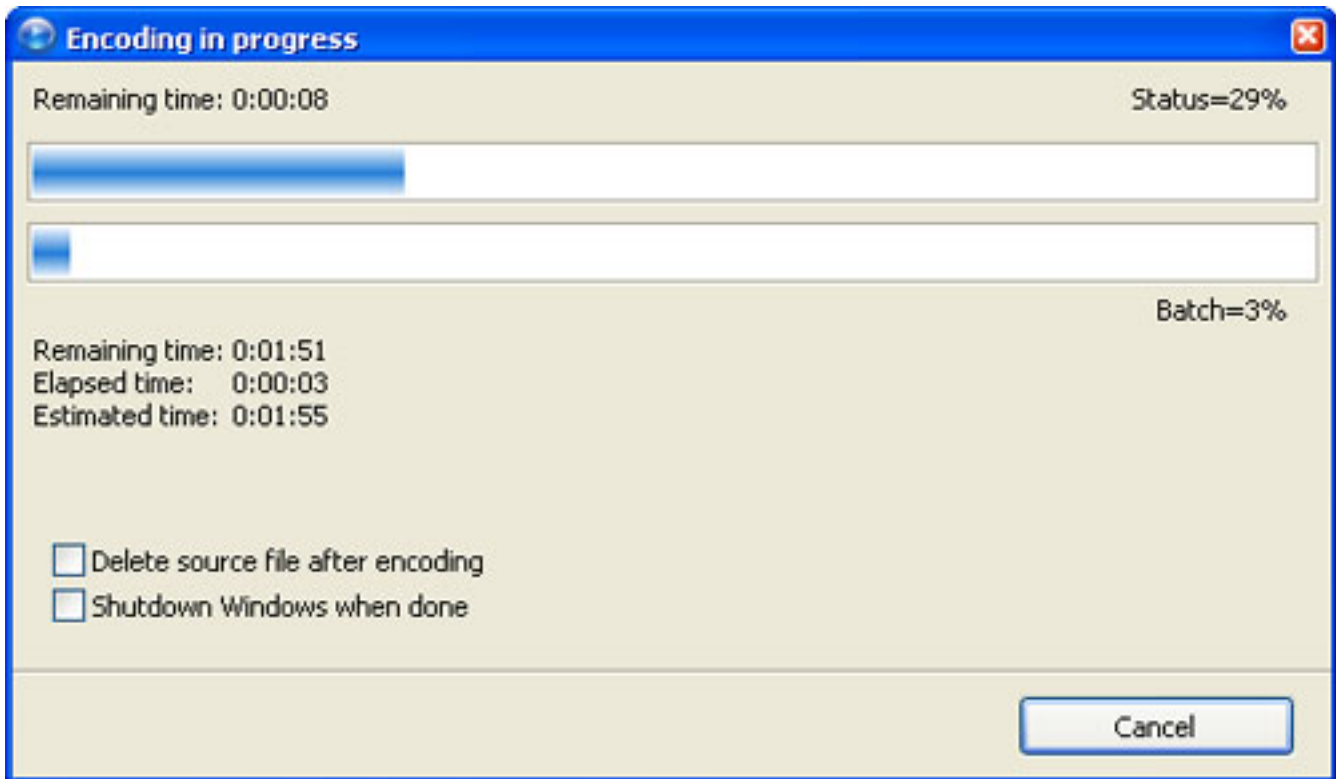 Encoding in progress
Remaining time: 0:00:08 Status=29%
Batch=3%
Remaining time: 0:01:51
Elapsed time: 0:00:03
Estimated time: 0:01:55
Delete source file after encoding
Shutdown Windows when done
Cancel